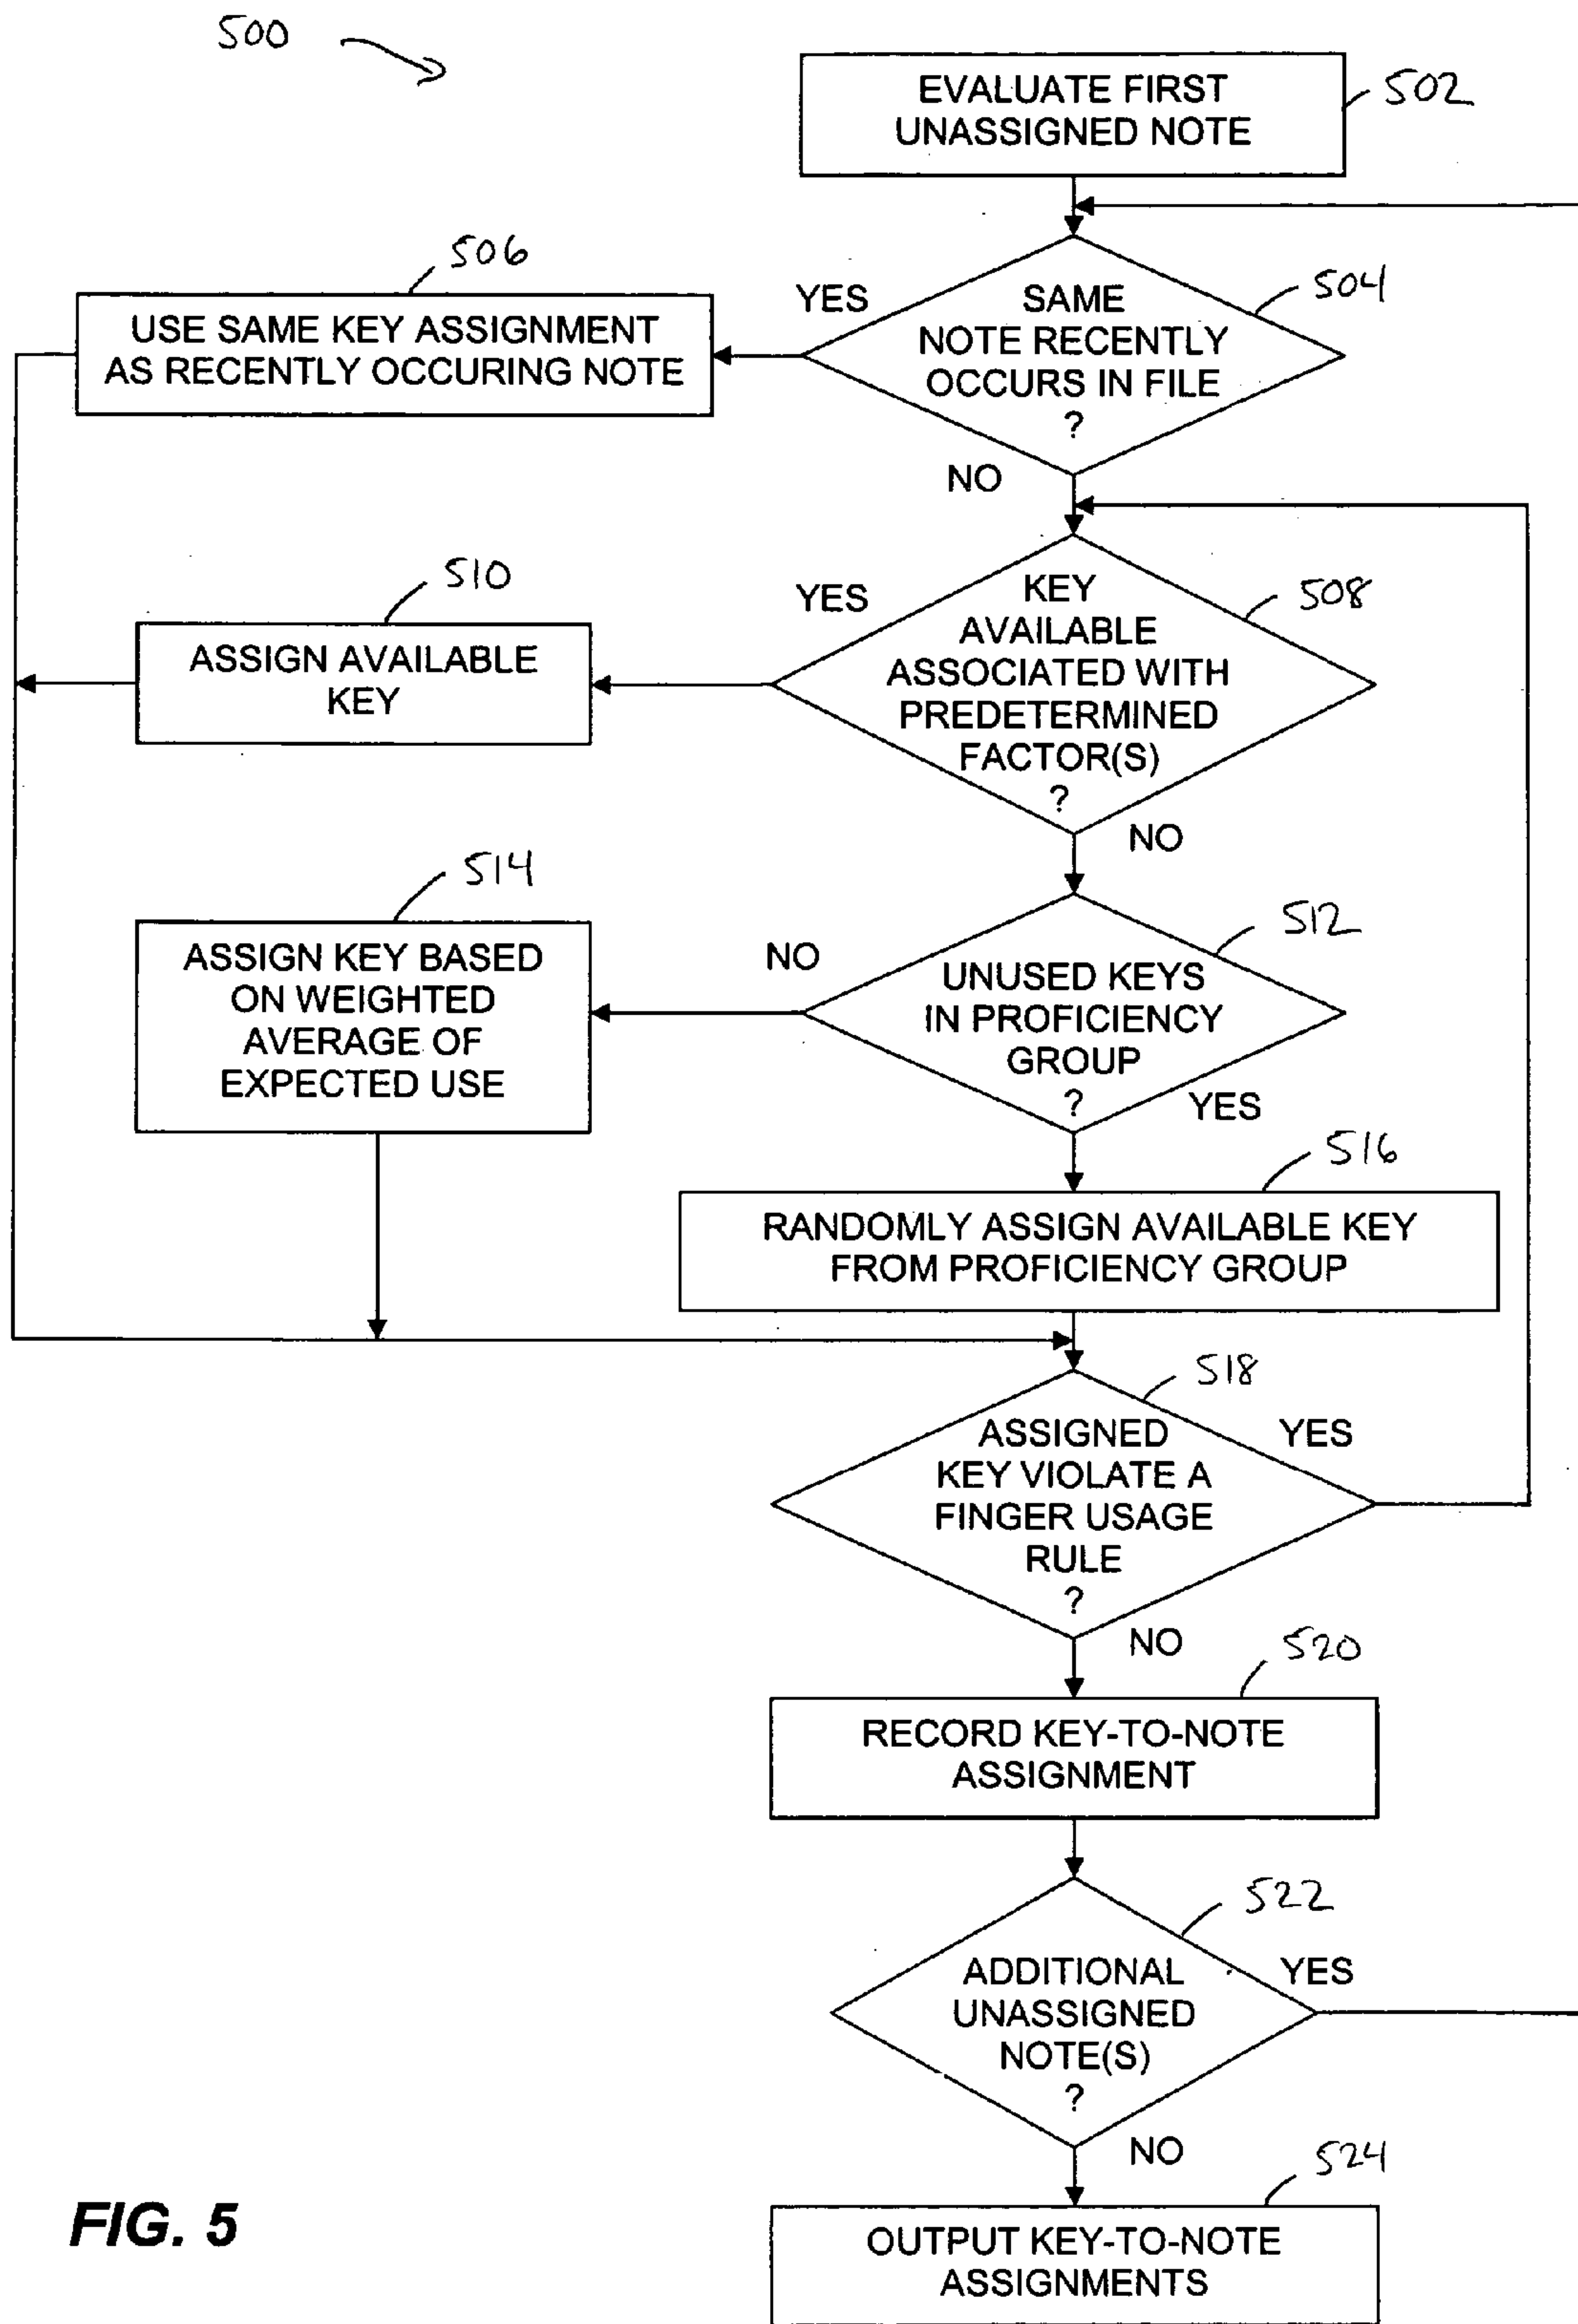 500
EVALUATE FIRST
UNASSIGNED NOTE
502
506
USE SAME KEY ASSIGNMENT
AS RECENTLY OCCURING NOTE
YES
SAME
NOTE RECENTLY
OCCURS IN FILE
?
504
NO
510
ASSIGN AVAILABLE
KEY
YES
KEY
AVAILABLE
ASSOCIATED WITH
PREDETERMINED
FACTOR(S)
?
508
NO
514
ASSIGN KEY BASED
ON WEIGHTED
AVERAGE OF
EXPECTED USE
NO
UNUSED KEYS
IN PROFICIENCY
GROUP
?
512
YES
516
RANDOMLY ASSIGN AVAILABLE KEY
FROM PROFICIENCY GROUP
518
ASSIGNED
KEY VIOLATE A
FINGER USAGE
RULE
?
YES
NO
520
RECORD KEY-TO-NOTE
ASSIGNMENT
522
ADDITIONAL
UNASSIGNED
NOTE(S)
?
YES
NO
524
OUTPUT KEY-TO-NOTE
ASSIGNMENTS
FIG. 5